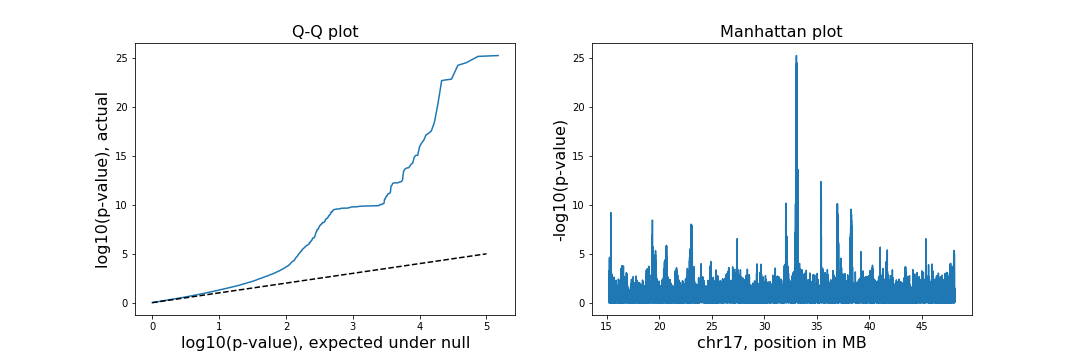 Q-Q plot
log10(p-value), actual
25
20
15
10
5
0
0 1 2 3 4 5
log10(p-value), expected under null
Manhattan plot
-log10(p-value)
25
20
15
10
5
0
15 20 25 30 35 40 45
chr17, position in MB